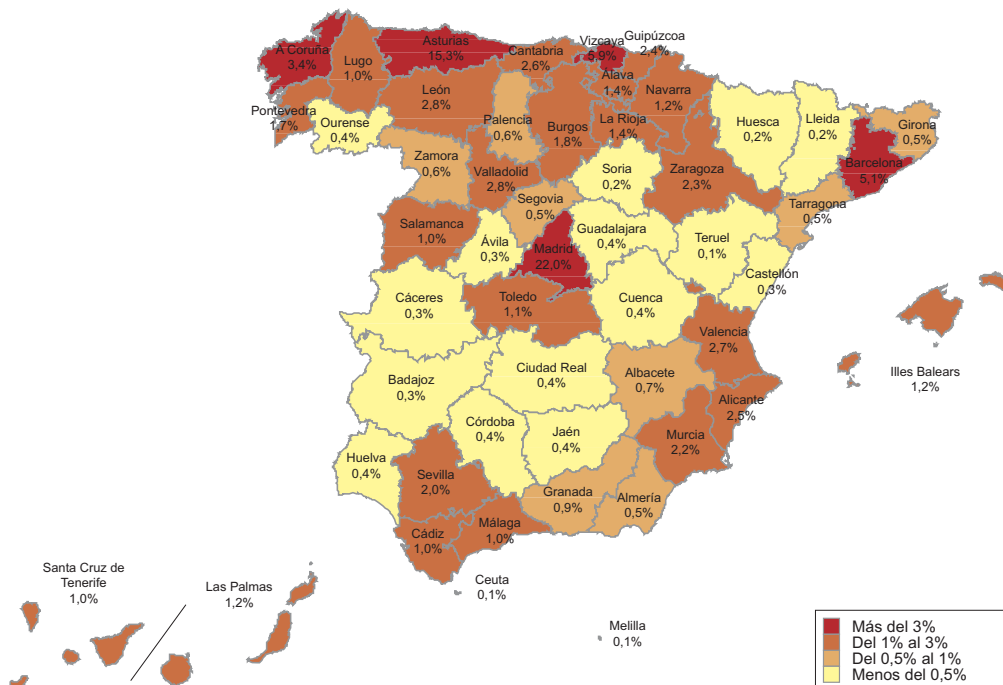 A Coruña
3,4%
Lugo
1,0%
Asturias
15,3%
Cantabria
2,6%
Vizcaya
5,9%
Guipúzcoa
2,4%
Álava
1,4%
Navarra
1,2%
Pontevedra
1,7%
Ourense
0,4%
León
2,8%
Palencia
0,6%
Burgos
1,8%
La Rioja
1,4%
Huesca
0,2%
Lleida
0,2%
Girona
0,5%
Barcelona
5,1%
Zamora
0,6%
Valladolid
2,8%
Soria
0,2%
Zaragoza
2,3%
Tarragona
0,5%
Salamanca
1,0%
Ávila
0,3%
Segovia
0,5%
Madrid
22,0%
Guadalajara
0,4%
Teruel
0,1%
Castellón
0,3%
Cáceres
0,3%
Toledo
1,1%
Cuenca
0,4%
Valencia
2,7%
Illes Balears
1,2%
Badajoz
0,3%
Ciudad Real
0,4%
Albacete
0,7%
Alicante
2,5%
Huelva
0,4%
Sevilla
2,0%
Córdoba
0,4%
Jaén
0,4%
Murcia
2,2%
Cádiz
1,0%
Málaga
1,0%
Granada
0,9%
Almería
0,5%
Santa Cruz de
Tenerife
1,0%
Las Palmas
1,2%
Ceuta
0,1%
Melilla
0,1%
Más del 3%
Del 1% al 3%
Del 0,5% al 1%
Menos del 0,5%